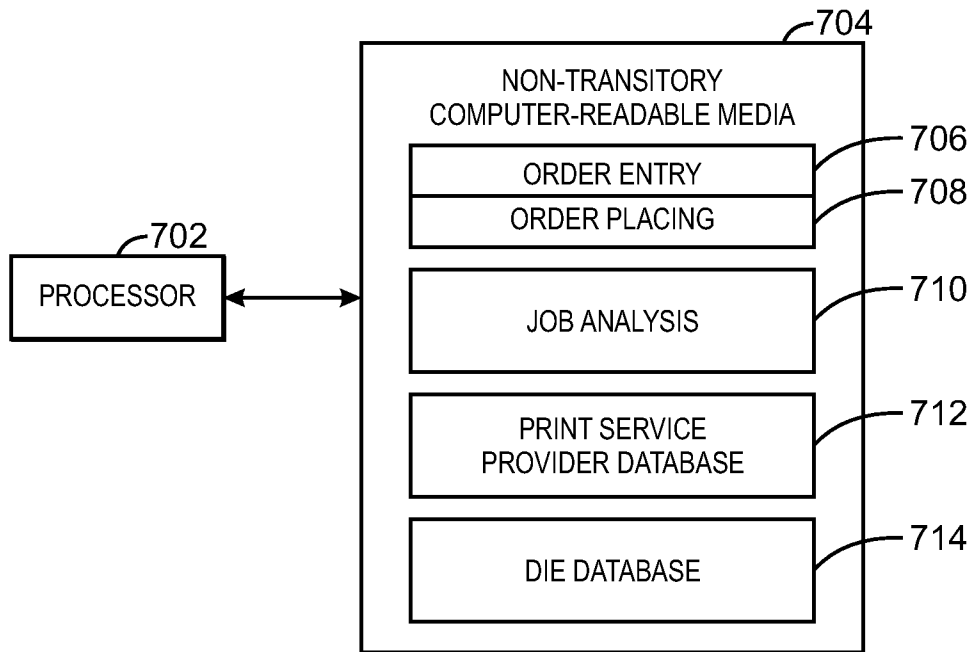 704
NON-TRANSITORY
COMPUTER-READABLE MEDIA
706
ORDER ENTRY
708
ORDER PLACING
702
PROCESSOR
710
JOB ANALYSIS
712
PRINT SERVICE
PROVIDER DATABASE
714
DIE DATABASE